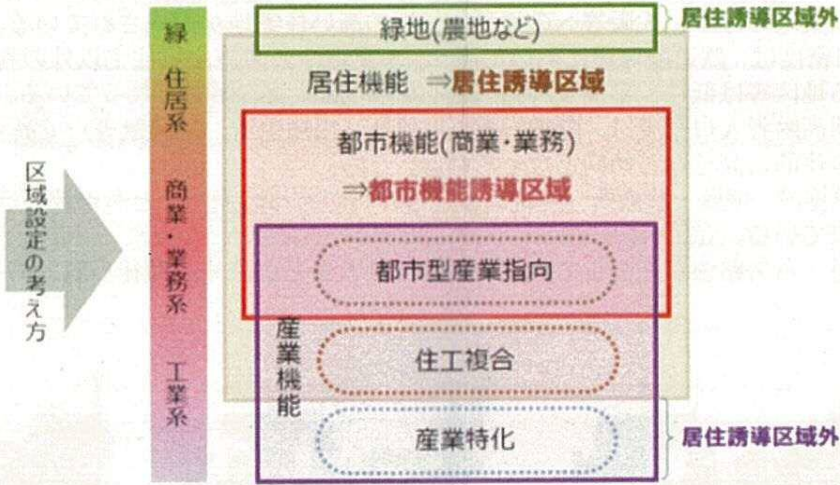 区域設定の考え方
緑
住居系
商業・業務系
工業系
緑地(農地など)
居住誘導区域外
居住機能 ⇒居住誘導区域
都市機能(商業・業務)
⇒都市機能誘導区域
都市型産業指向
産業機能
住工複合
産業特化
居住誘導区域外